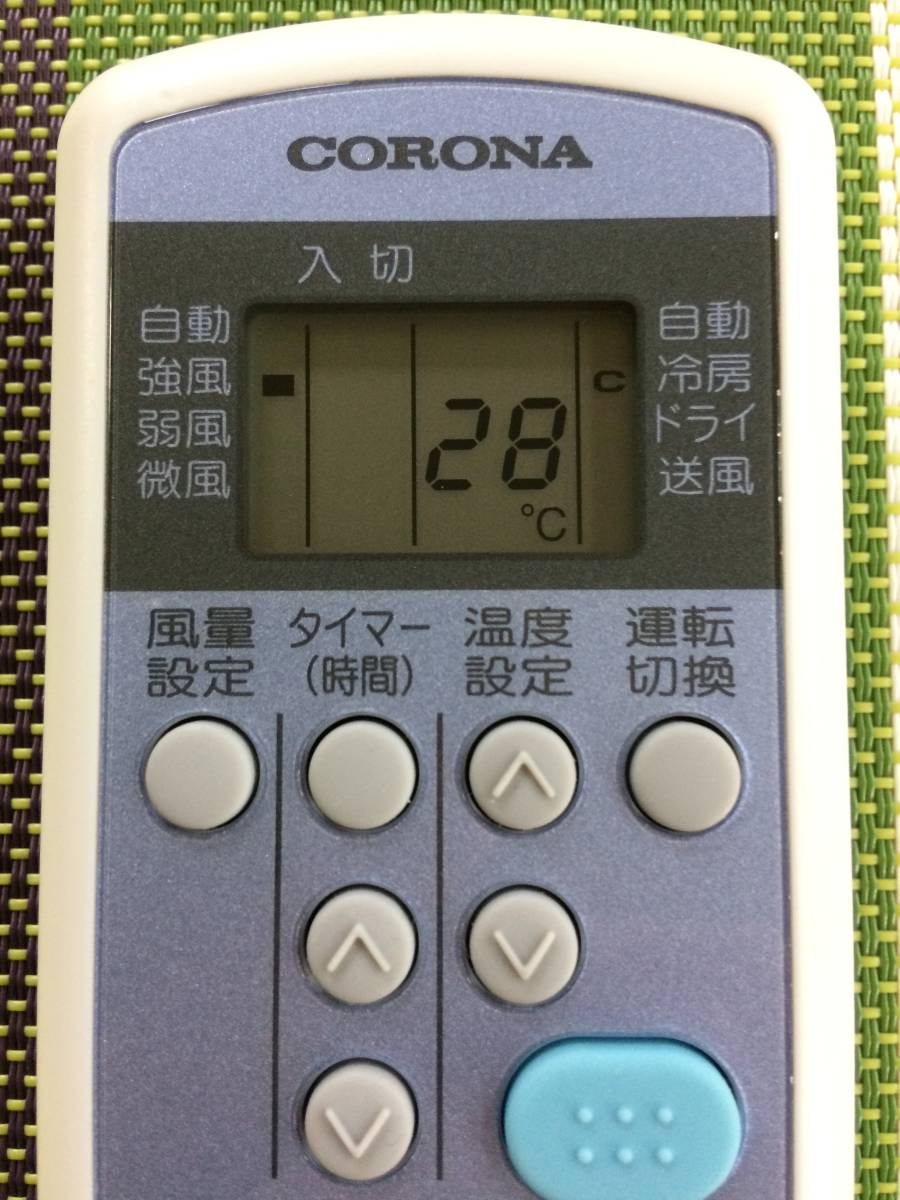 CORONA
入 切
自動
強風
弱風
微風
C
28
℃
自動
冷房
ドライ
送風
風量
設定
タイマー
(時間)
温度
設定
運転
切換